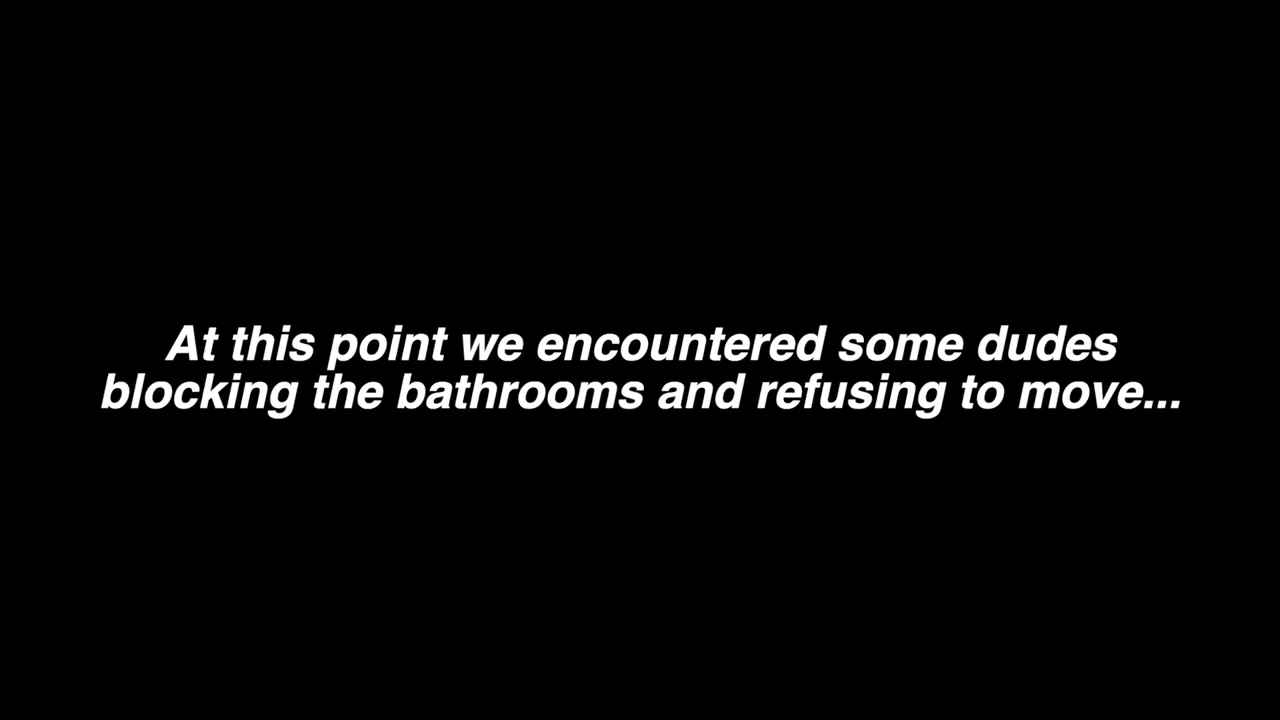 At this point we encountered some dudes
blocking the bathrooms and refusing to move...